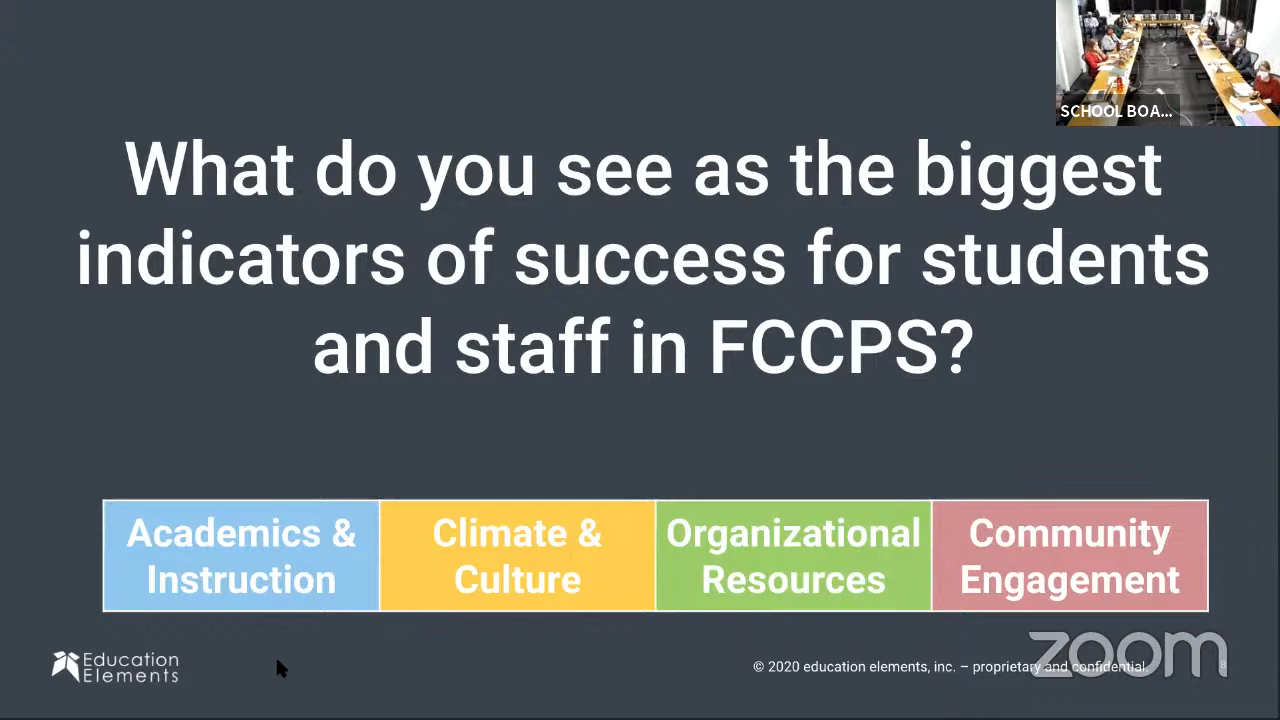 SCHOOL BOA...
What do you see as the biggest
indicators of success for students
and staff in FCCPS?
Academics &
Instruction
Climate &
Culture
Organizational
Resources
Community
Engagement
Education
Elements
© 2020 education elements, inc. – proprietary and confidential.
zoom
8